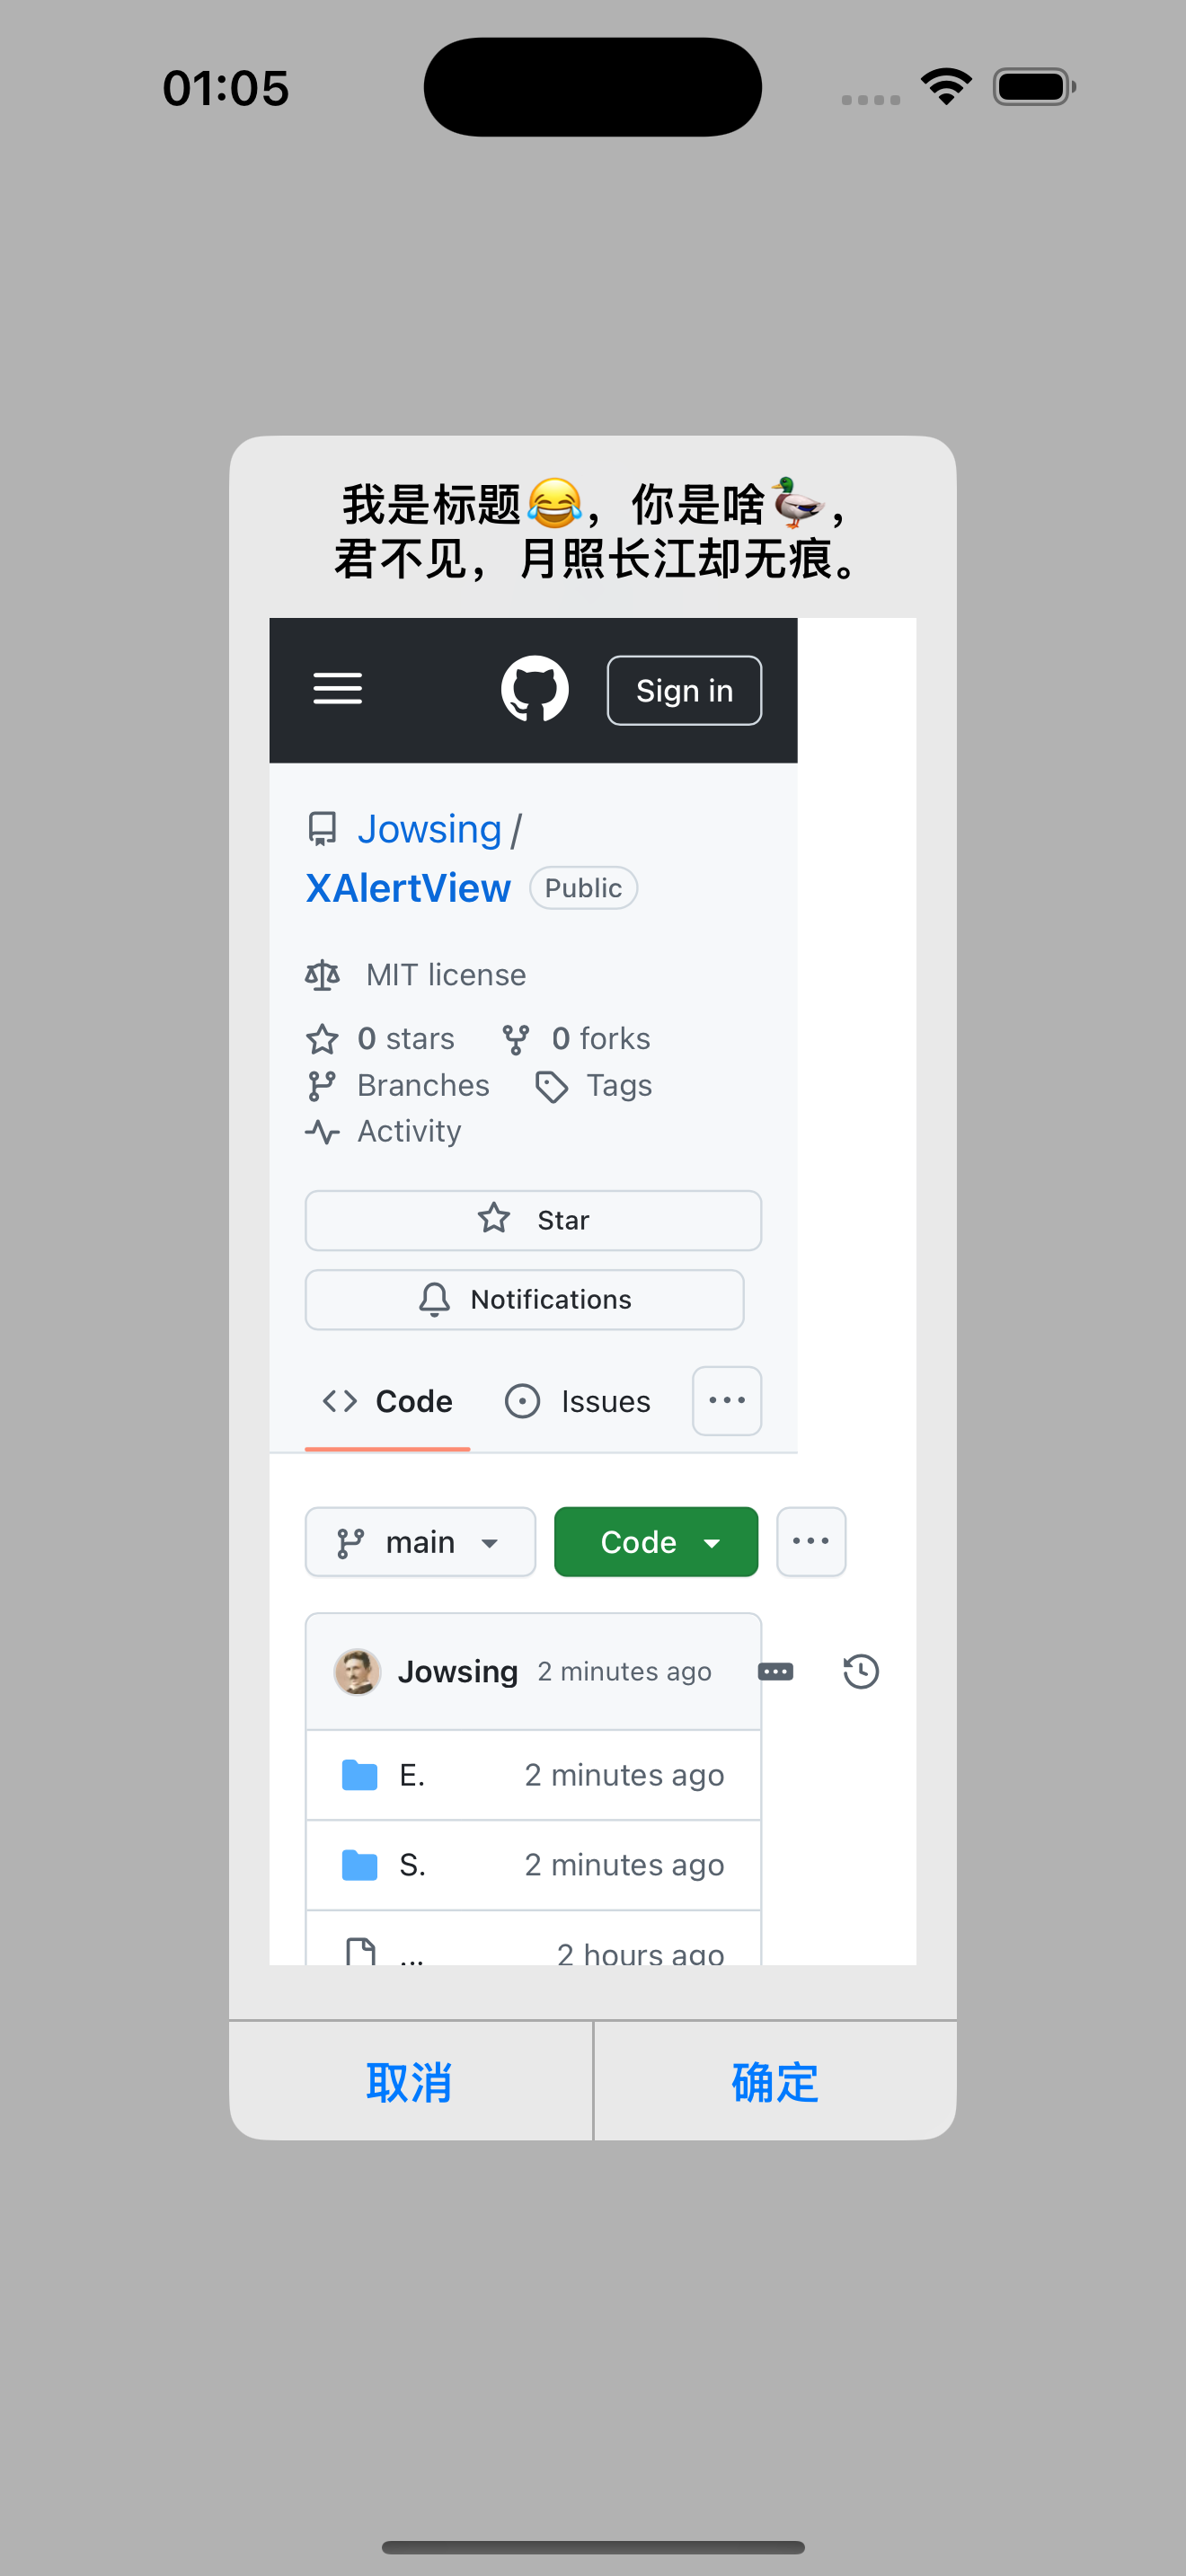 01:05
我是标题😂，你是啥🦆，
君不见，月照长江却无痕。
Sign in
Jowsing /
XAlertView Public
MIT license
0 stars 0 forks
Branches Tags
Activity
Star
Notifications
Code Issues
main Code
Jowsing 2 minutes ago
E. 2 minutes ago
S. 2 minutes ago
... 2 hours ago
取消 确定